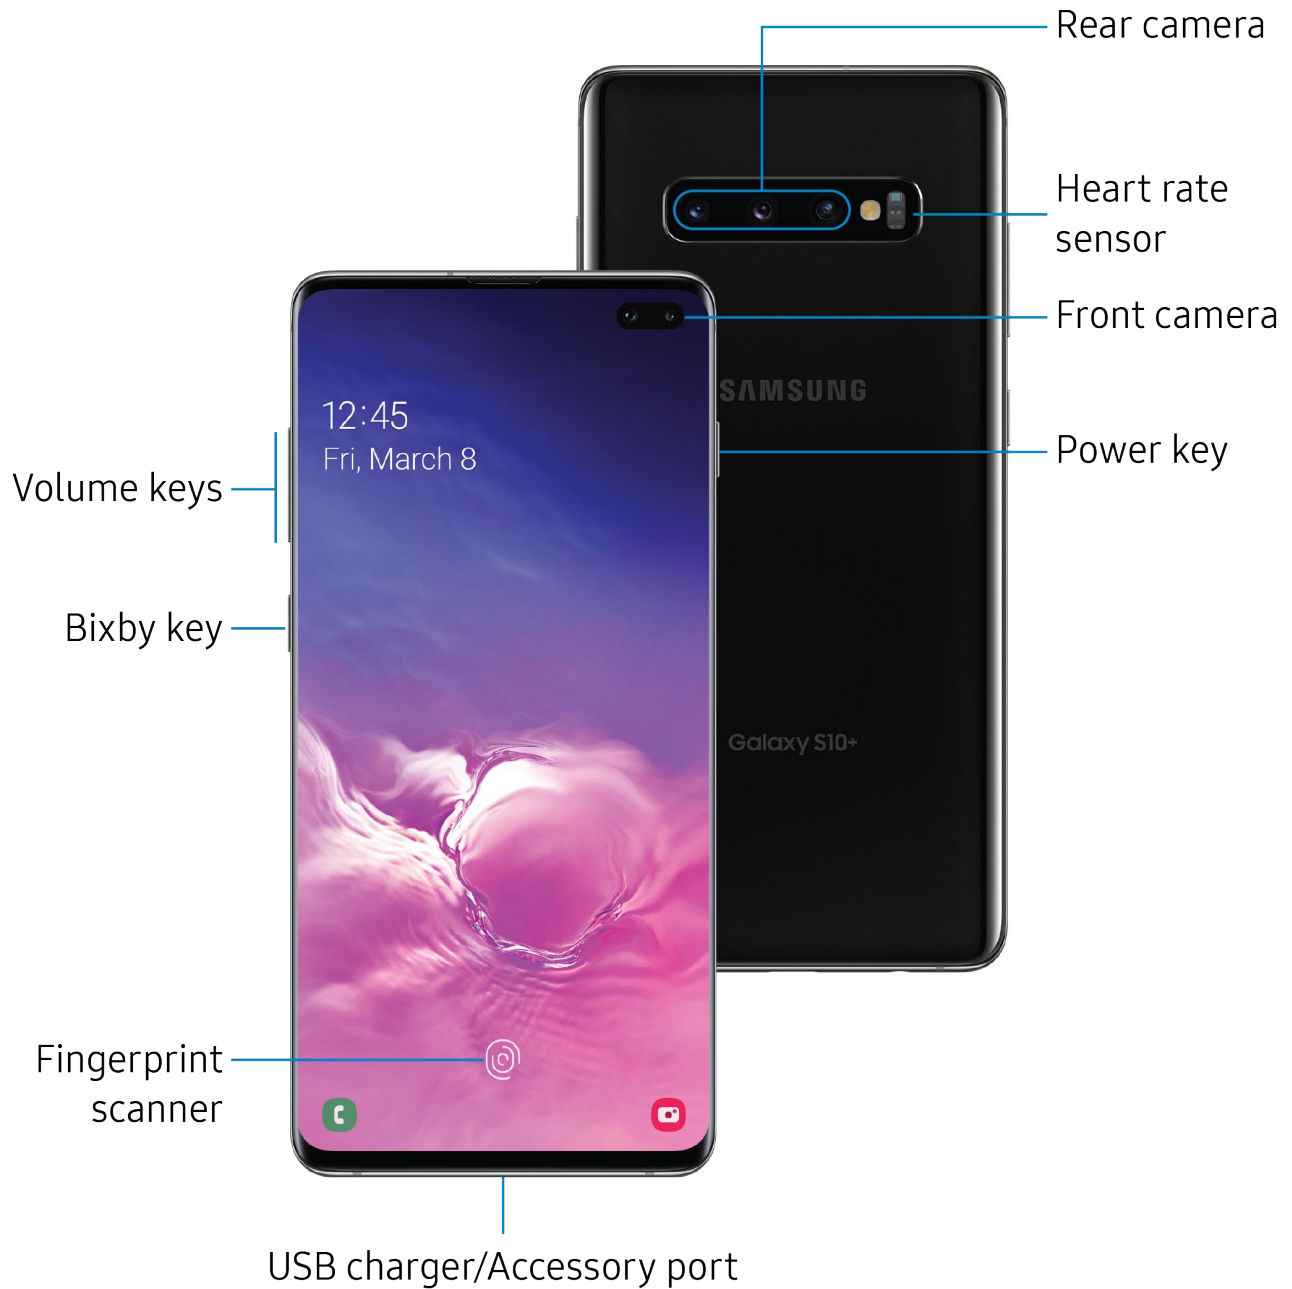 Rear camera
Heart rate
sensor
Front camera
SAMSUNG
12:45
Fri, March 8
Power key
Volume keys
Bixby key
Galaxy S10+
Fingerprint
scanner
USB charger/Accessory port